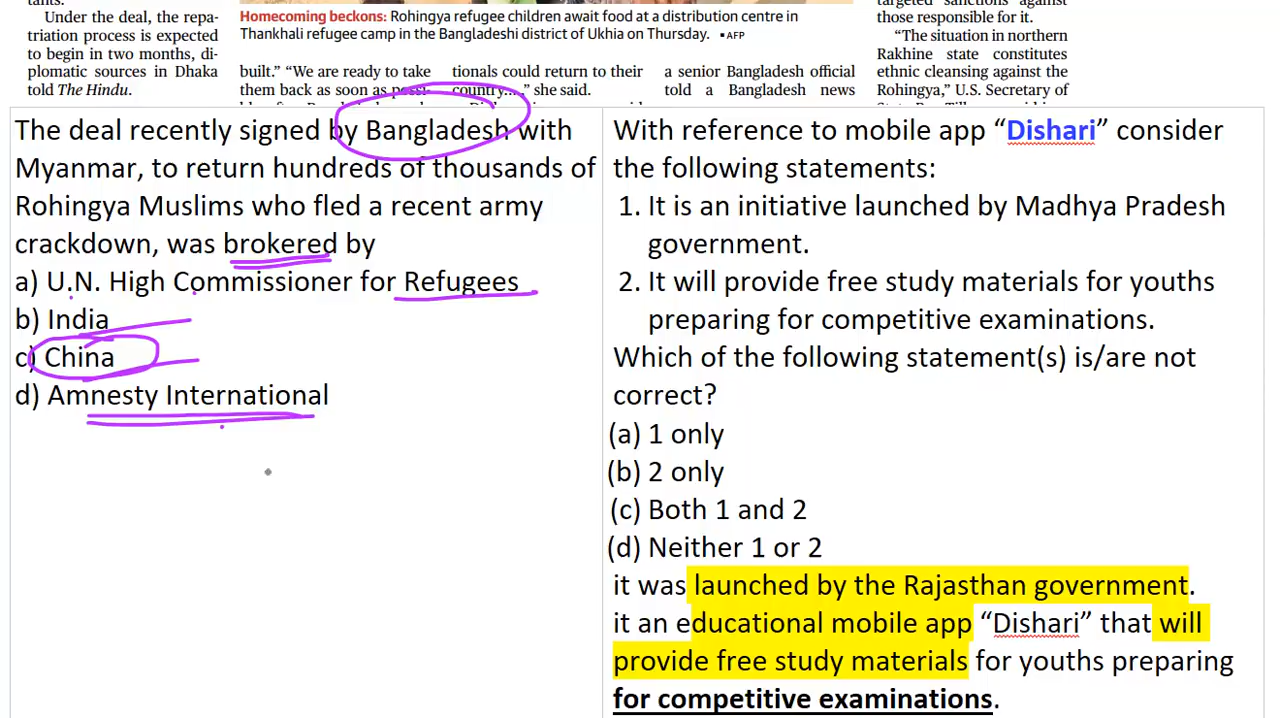 tants.
Under the deal, the repa-
triation process is expected
to begin in two months, di-
plomatic sources in Dhaka
told The Hindu.
Homecoming beckons: Rohingya refugee children await food at a distribution centre in
Thankhali refugee camp in the Bangladeshi district of Ukhia on Thursday. ▪ AFP
built.” “We are ready to take
them back as soon as possi-
tionals could return to their
country....,” she said.
a senior Bangladesh official
told a Bangladesh news
targeted sanctions against
those responsible for it.
“The situation in northern
Rakhine state constitutes
ethnic cleansing against the
Rohingya,” U.S. Secretary of
The deal recently signed by Bangladesh with
Myanmar, to return hundreds of thousands of
Rohingya Muslims who fled a recent army
crackdown, was brokered by
a) U.N. High Commissioner for Refugees
b) India
c) China
d) Amnesty International
With reference to mobile app “Dishari” consider
the following statements:
1. It is an initiative launched by Madhya Pradesh
government.
2. It will provide free study materials for youths
preparing for competitive examinations.
Which of the following statement(s) is/are not
correct?
(a) 1 only
(b) 2 only
(c) Both 1 and 2
(d) Neither 1 or 2
it was launched by the Rajasthan government.
it an educational mobile app “Dishari” that will
provide free study materials for youths preparing
for competitive examinations.